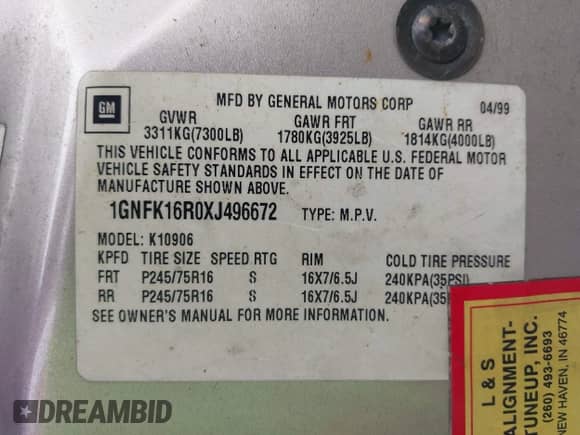 MFD BY GENERAL MOTORS CORP 04/99
GM
GVWR GAWR FRT GAWR RR
3311KG(7300LB) 1780KG(3925LB) 1814KG(4000LB)
THIS VEHICLE CONFORMS TO ALL APPLICABLE U.S. FEDERAL MOTOR
VEHICLE SAFETY STANDARDS IN EFFECT ON THE DATE OF
MANUFACTURE SHOWN ABOVE.
1GNFK16R0XJ496672 TYPE: M.P.V.
MODEL: K10906
KPFD TIRE SIZE SPEED RTG RIM COLD TIRE PRESSURE
FRT P245/75R16 S 16X7/6.5J 240KPA(35PSI)
RR P245/75R16 S 16X7/6.5J 240KPA(35
SEE OWNER'S MANUAL FOR MORE INFORMATION.
L & S
ALIGNMENT-
TUNEUP, INC.
(260) 493-6693
NEW HAVEN, IN 46774
DREAMBID